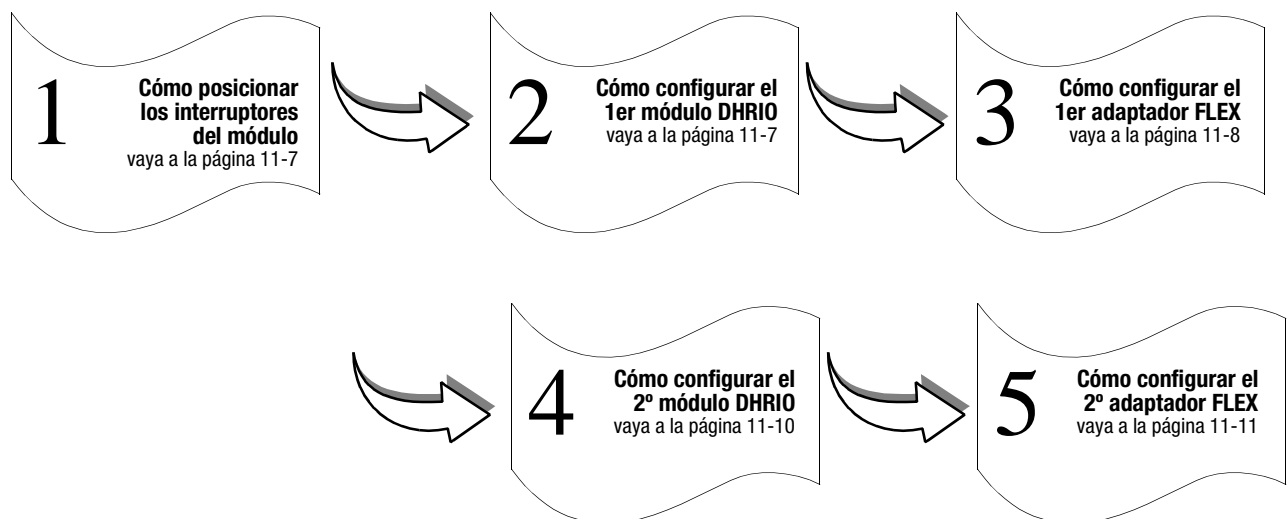 1
Cómo posicionar
los interruptores
del módulo
vaya a la página 11-7
2
Cómo configurar el
1er módulo DHRIO
vaya a la página 11-7
3
Cómo configurar el
1er adaptador FLEX
vaya a la página 11-8
4
Cómo configurar el
2º módulo DHRIO
vaya a la página 11-10
5
Cómo configurar el
2º adaptador FLEX
vaya a la página 11-11